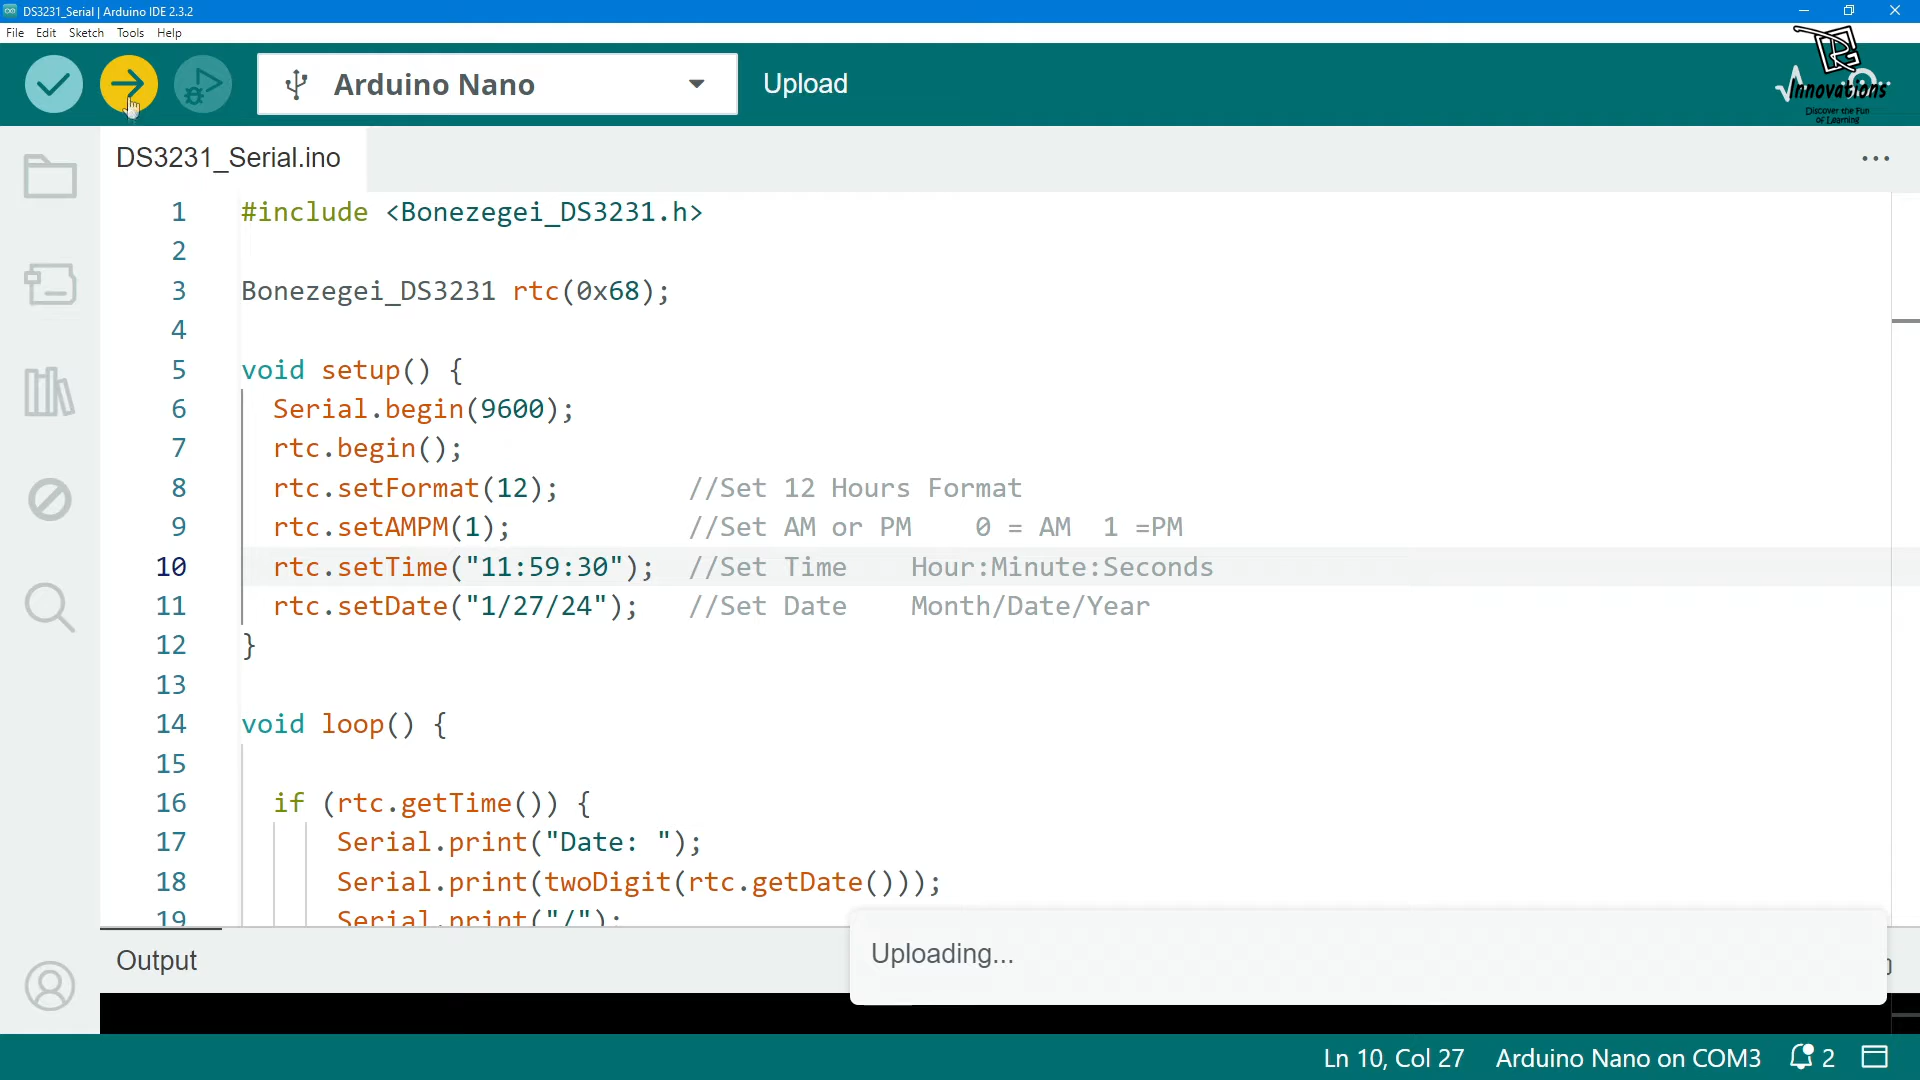 DS3231_Serial | Arduino IDE 2.3.2
File Edit Sketch Tools Help
Arduino Nano
Upload
Innovations
Discover the Fun
of Learning
DS3231_Serial.ino
1 #include <Bonezegei_DS3231.h>
2
3 Bonezegei_DS3231 rtc(0x68);
4
5 void setup() {
6 Serial.begin(9600);
7 rtc.begin();
8 rtc.setFormat(12); //Set 12 Hours Format
9 rtc.setAMPM(1); //Set AM or PM 0 = AM 1 =PM
10 rtc.setTime("11:59:30"); //Set Time Hour:Minute:Seconds
11 rtc.setDate("1/27/24"); //Set Date Month/Date/Year
12 }
13
14 void loop() {
15
16 if (rtc.getTime()) {
17 Serial.print("Date: ");
18 Serial.print(twoDigit(rtc.getDate()));
19 Serial.print("/");
Output
Uploading...
Ln 10, Col 27 Arduino Nano on COM3 2